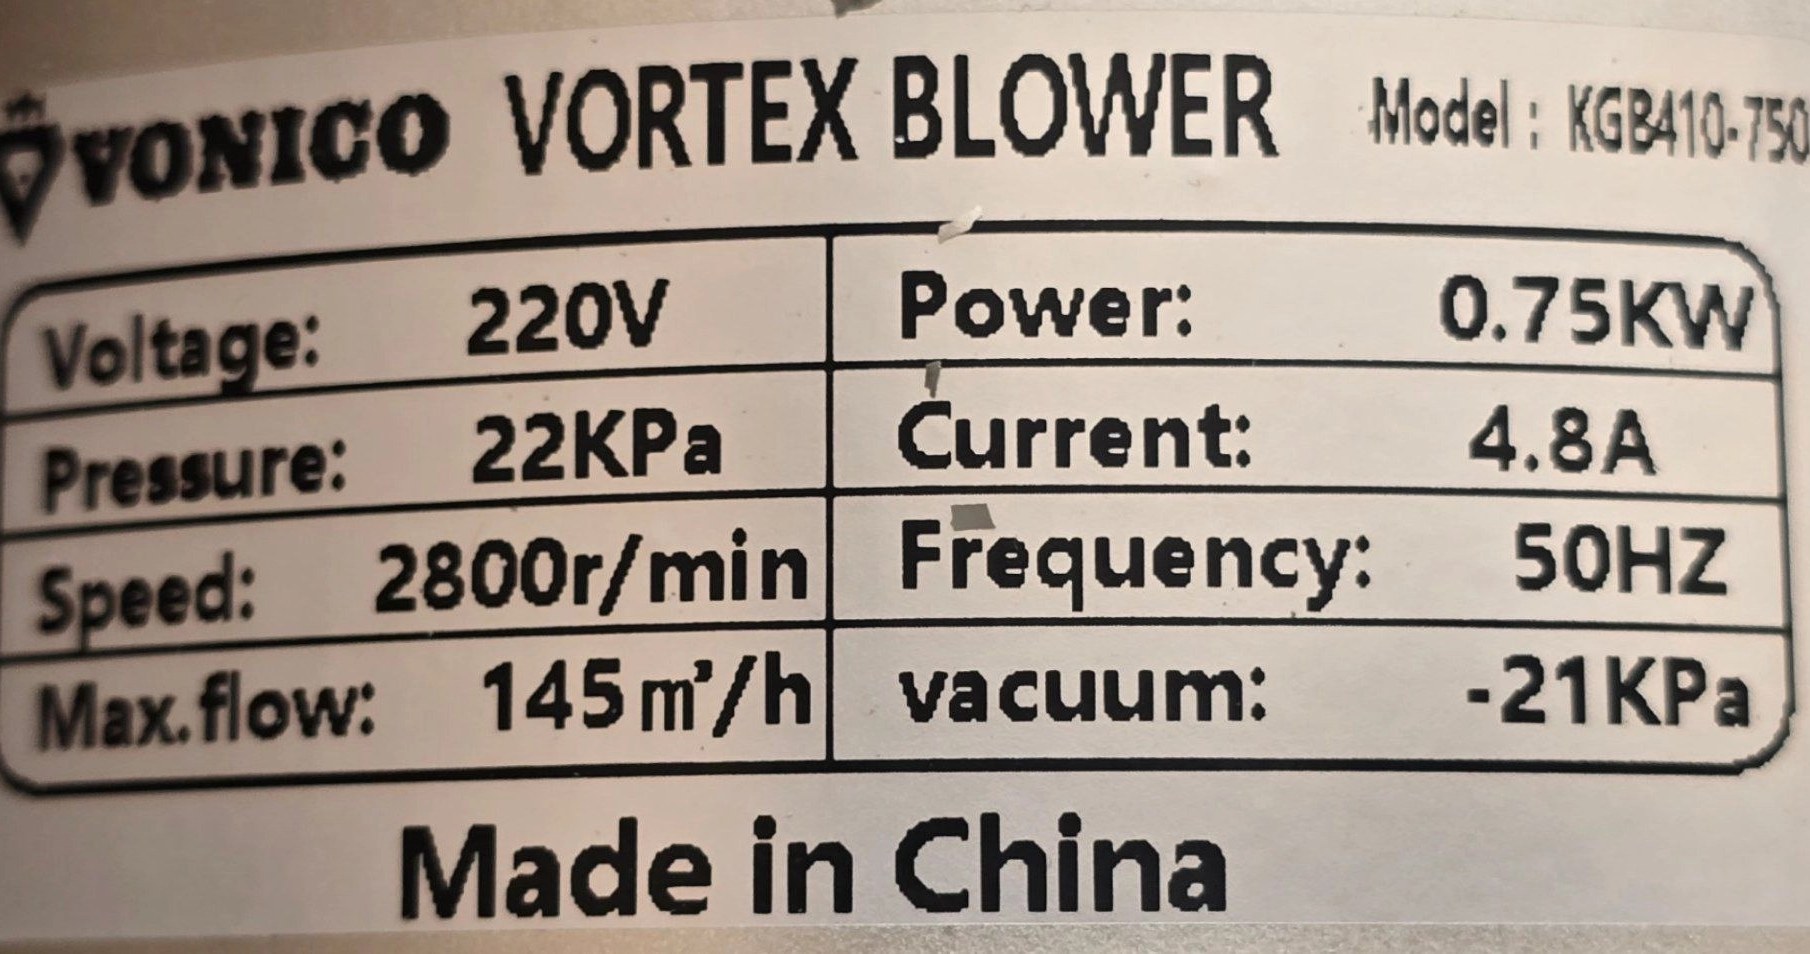 VONICO VORTEX BLOWER Model : KGB410-750
Voltage: 220V Power: 0.75KW
Pressure: 22KPa Current: 4.8A
Speed: 2800r/min Frequency: 50HZ
Max.flow: 145m³/h vacuum: -21KPa
Made in China